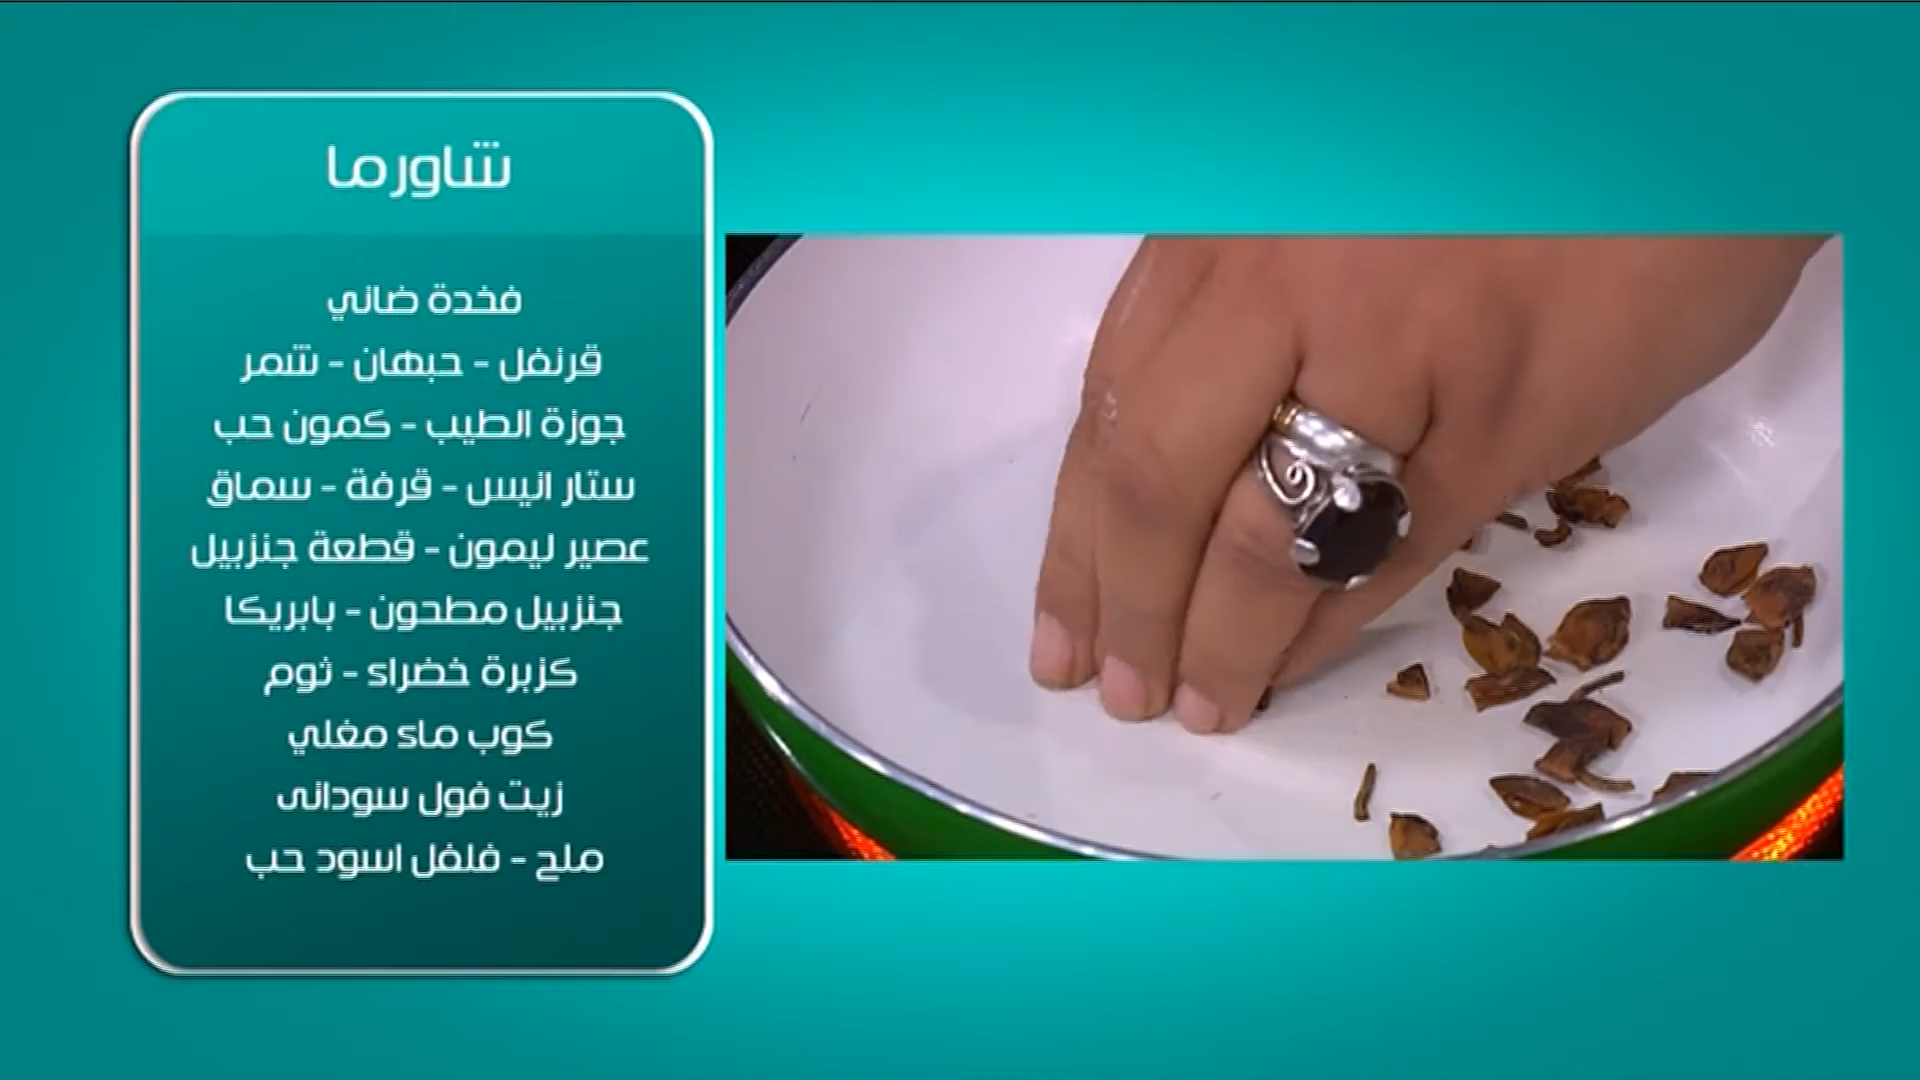 شاورما
فخدة ضاني
قرنفل - حبهان - شمر
جوزة الطيب - كمون حب
ستار انيس - قرفة - سماق
عصير ليمون - قطعة جنزبيل
جنزبيل مطحون - بابريكا
كزبرة خضراء - ثوم
كوب ماء مغلي
زيت فول سودانى
ملح - فلفل اسود حب